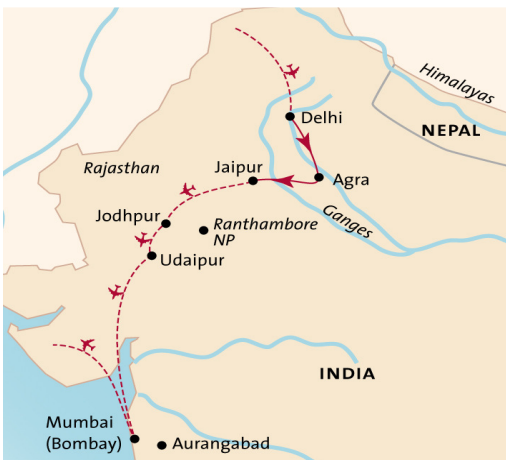 Himalayas
Delhi
NEPAL
Rajasthan
Jaipur
Agra
Jodhpur
Ranthambore
NP
Ganges
Udaipur
INDIA
Mumbai
(Bombay)
Aurangabad